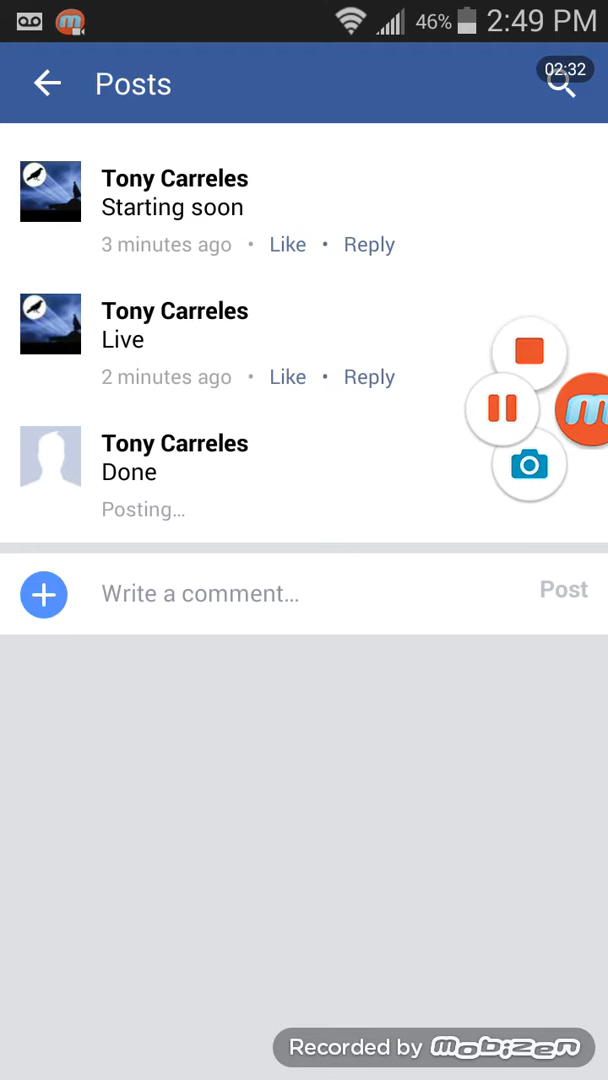 46% 2:49 PM
Posts
02:32
Tony Carreles
Starting soon
3 minutes ago • Like • Reply
Tony Carreles
Live
2 minutes ago • Like • Reply
Tony Carreles
Done
Posting...
Write a comment...
Post
Recorded by mobizen